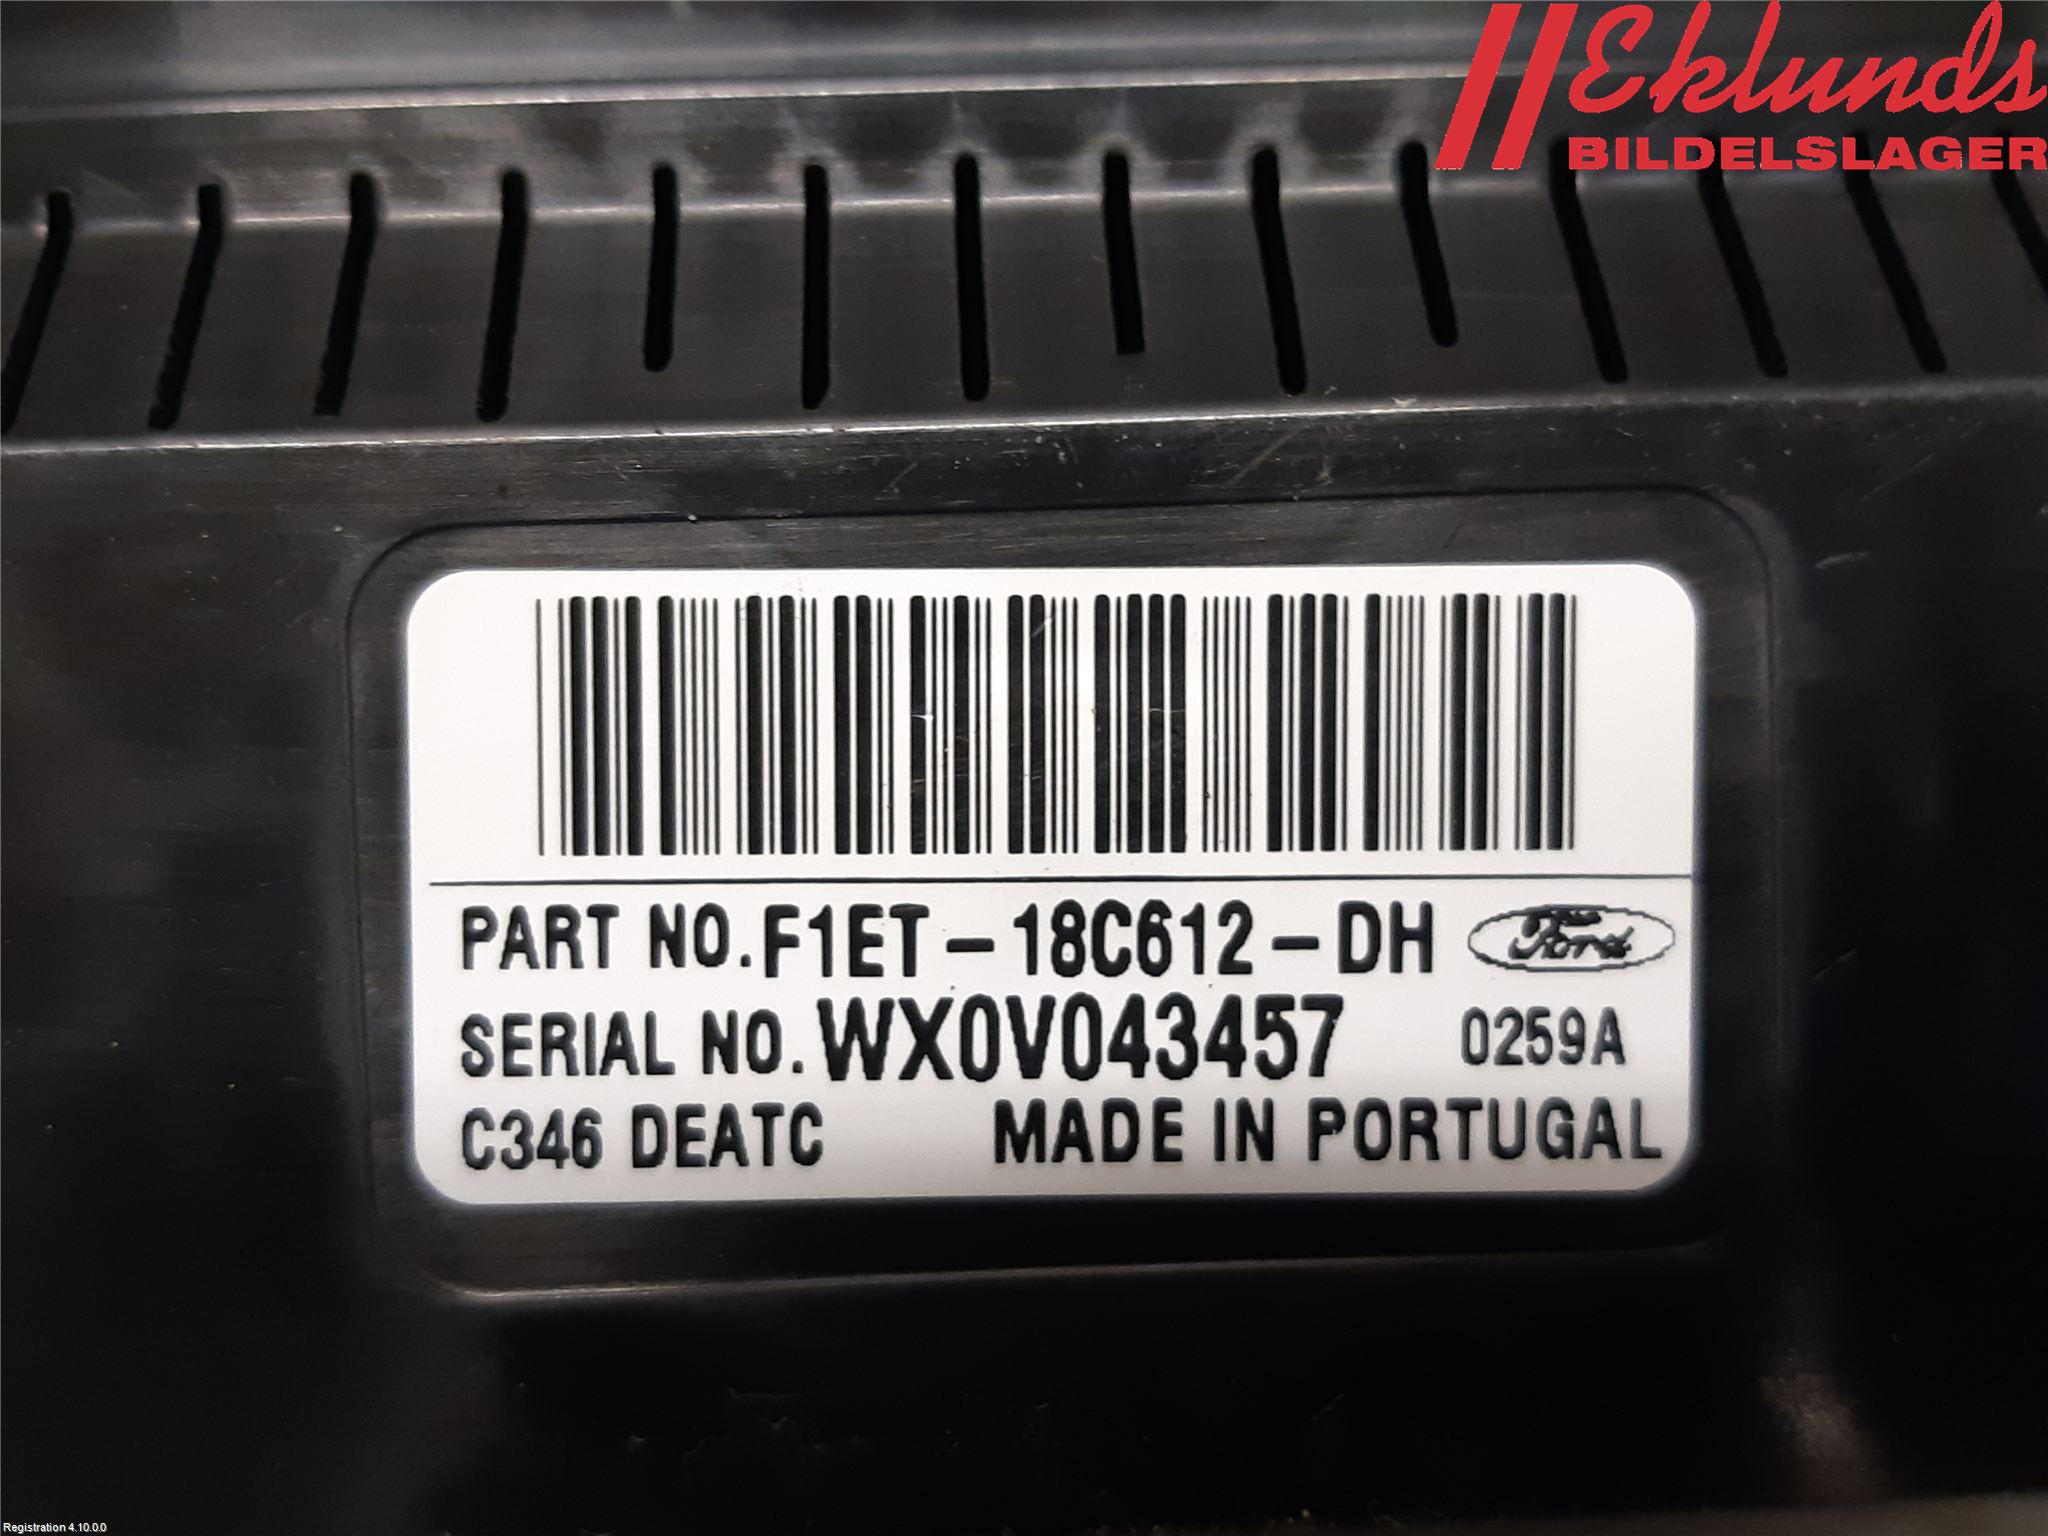 Eklunds
BILDELSLAGER
PART NO. F1ET-18C612-DH Ford
SERIAL NO. WX0V043457 0259A
C346 DEATC MADE IN PORTUGAL
Registration 4.10.0.0